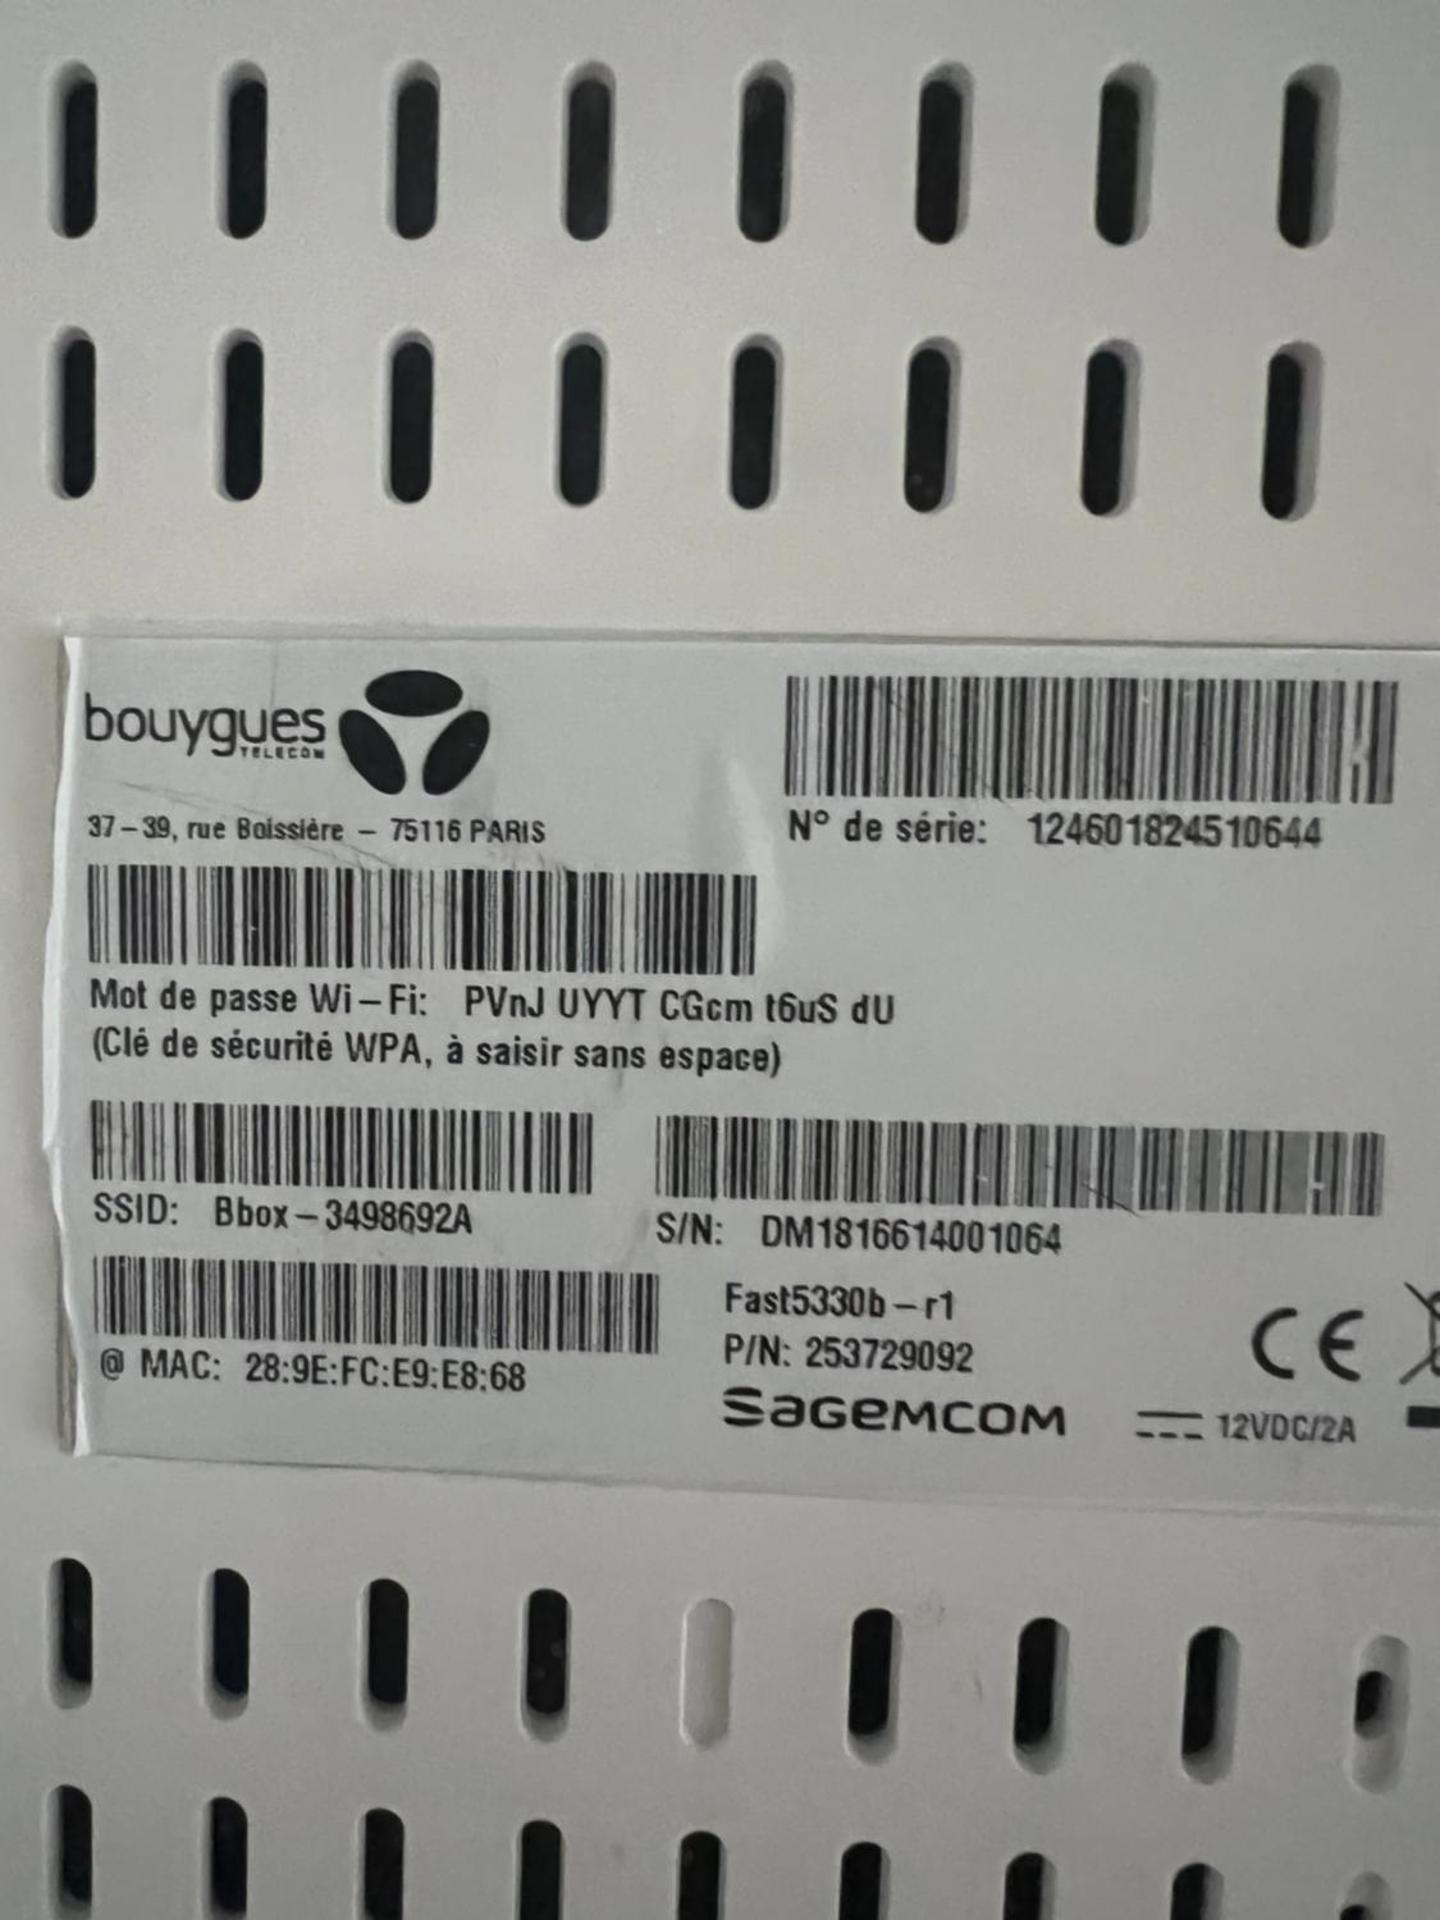 bouygues
TELECOM
37-39, rue Boissière - 75116 PARIS
N° de série: 124601824510644
Mot de passe Wi-Fi: PVnJ UYYT CGcm t6uS dU
(Clé de sécurité WPA, à saisir sans espace)
SSID: Bbox-3498692A
S/N: DM1816614001064
@ MAC: 28:9E:FC:E9:E8:68
Fast5330b-r1
P/N: 253729092
SAGEMCOM
CE
12VDC/2A